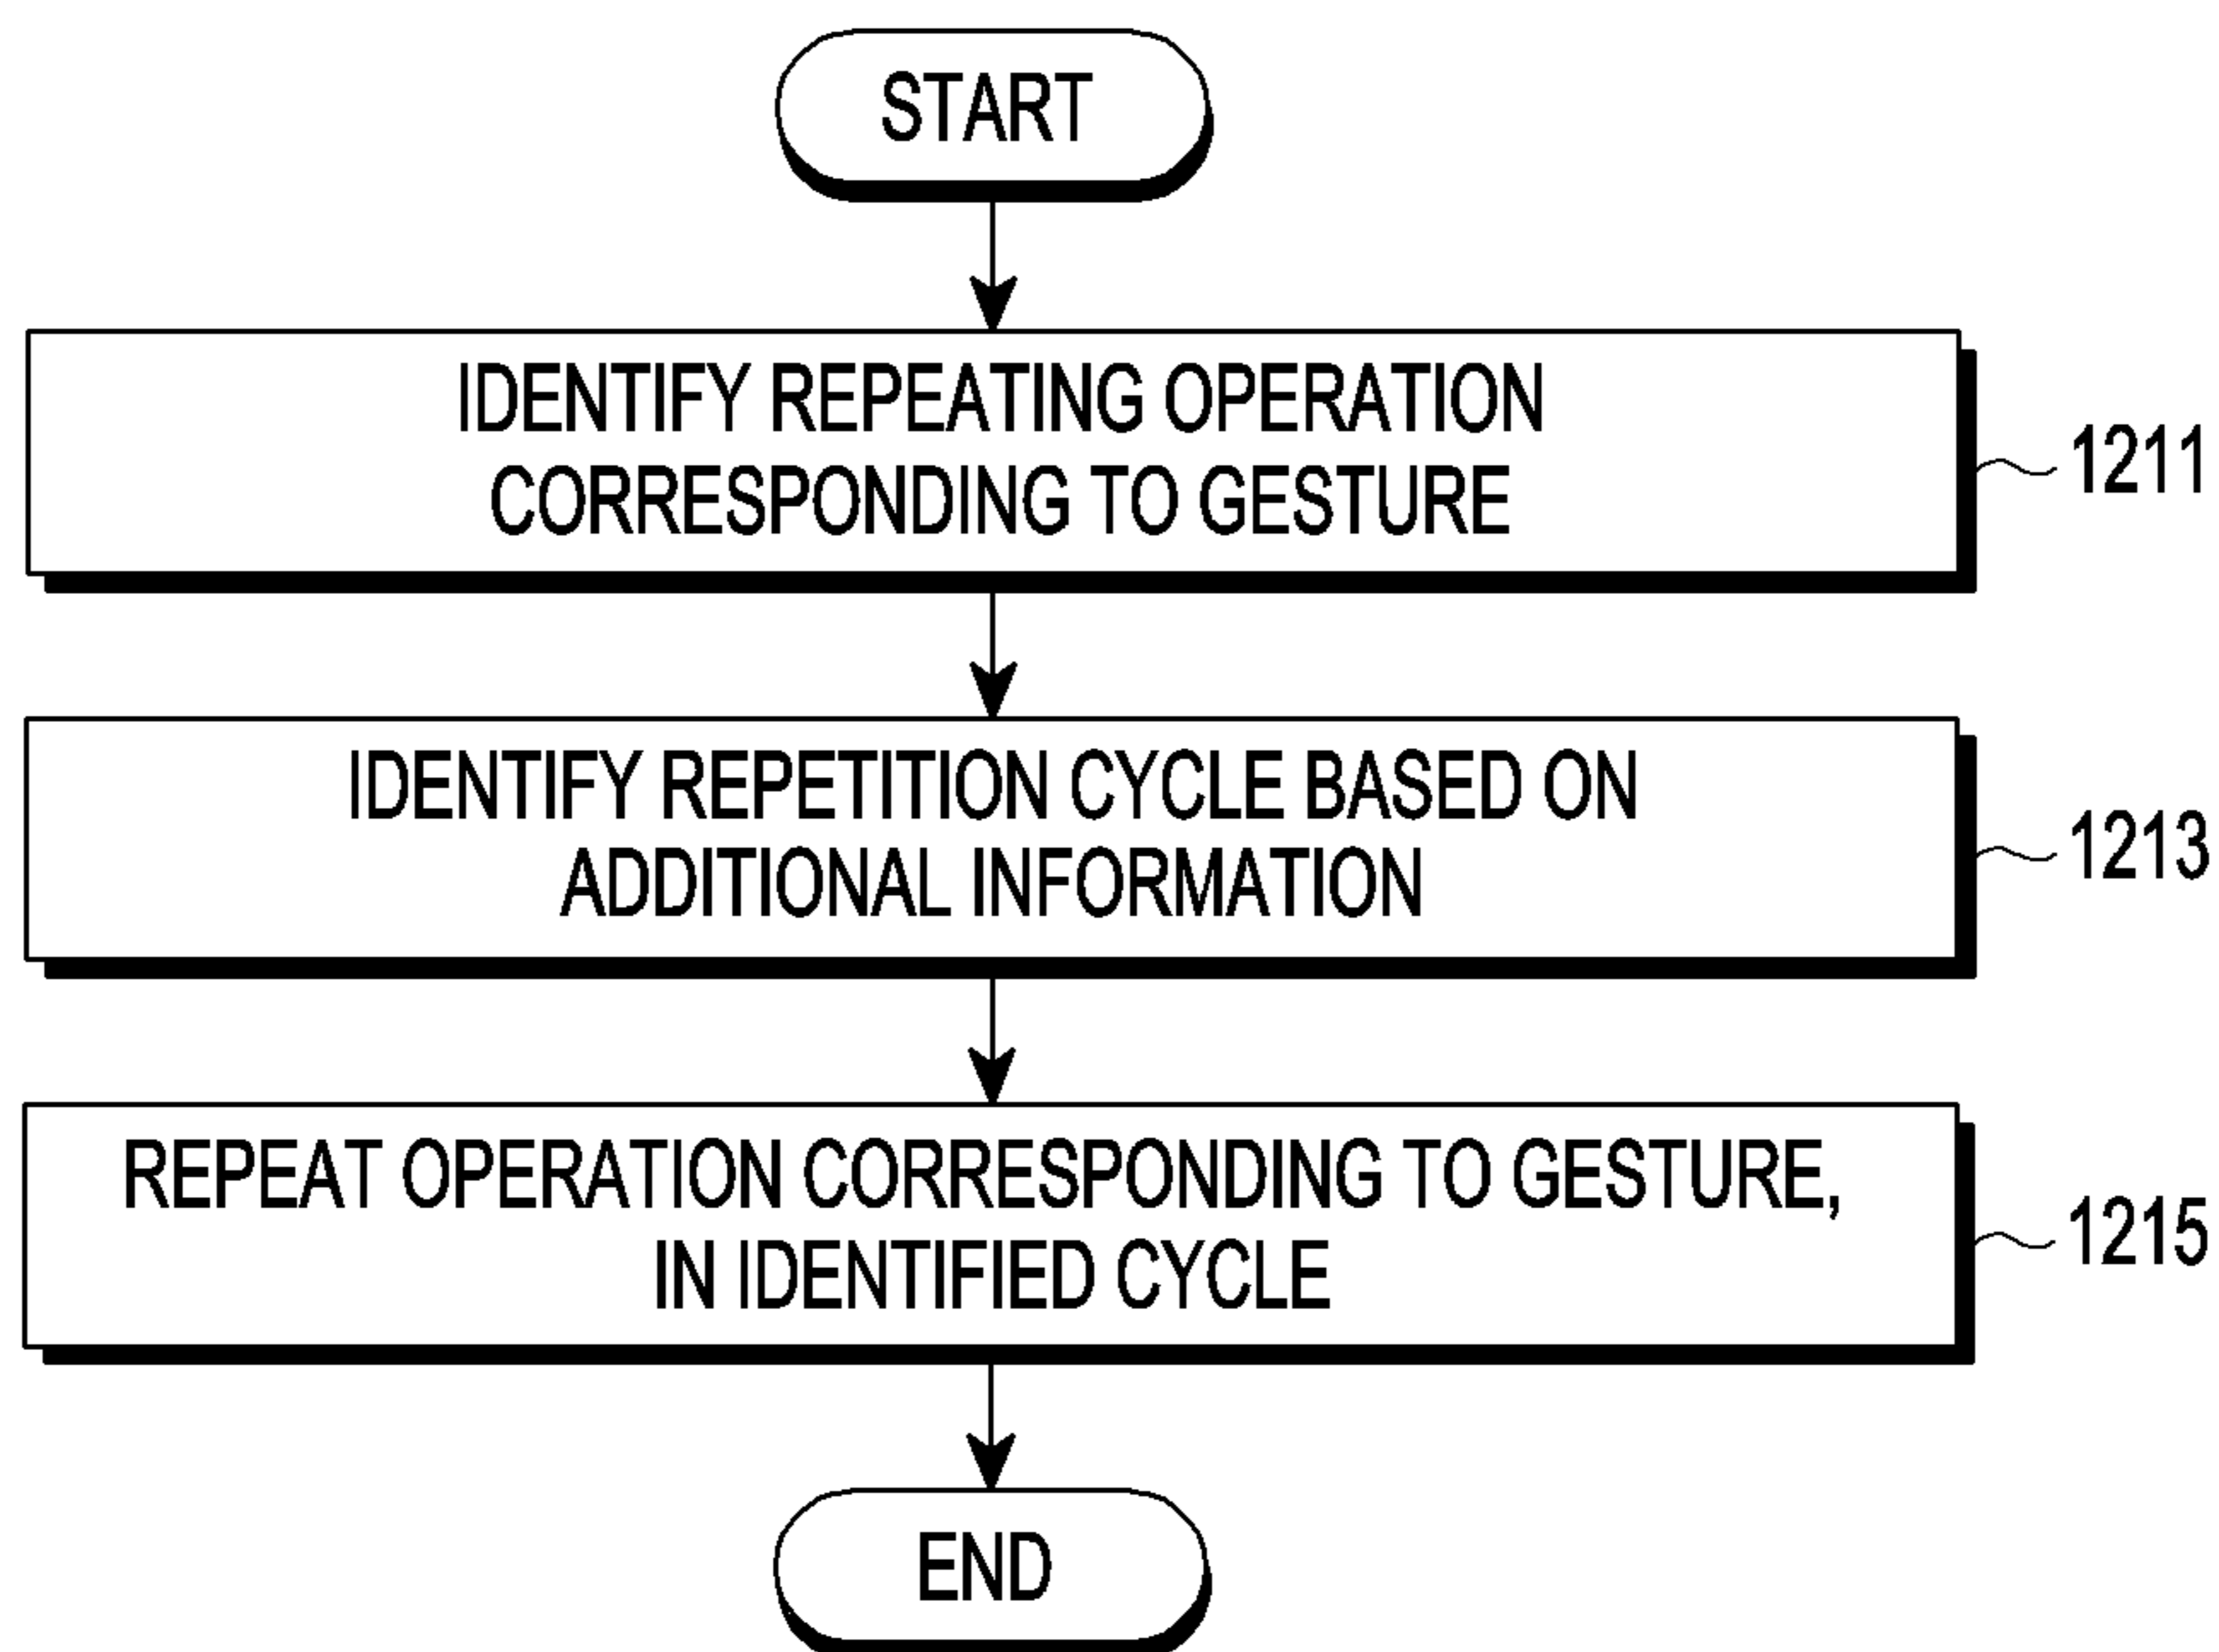 START
IDENTIFY REPEATING OPERATION
CORRESPONDING TO GESTURE
1211
IDENTIFY REPETITION CYCLE BASED ON
ADDITIONAL INFORMATION
1213
REPEAT OPERATION CORRESPONDING TO GESTURE,
IN IDENTIFIED CYCLE
1215
END